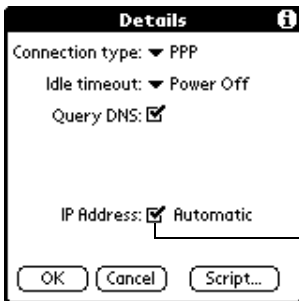 Details
Connection type: PPP
Idle timeout: Power Off
Query DNS:
IP Address: Automatic
OK Cancel Script...